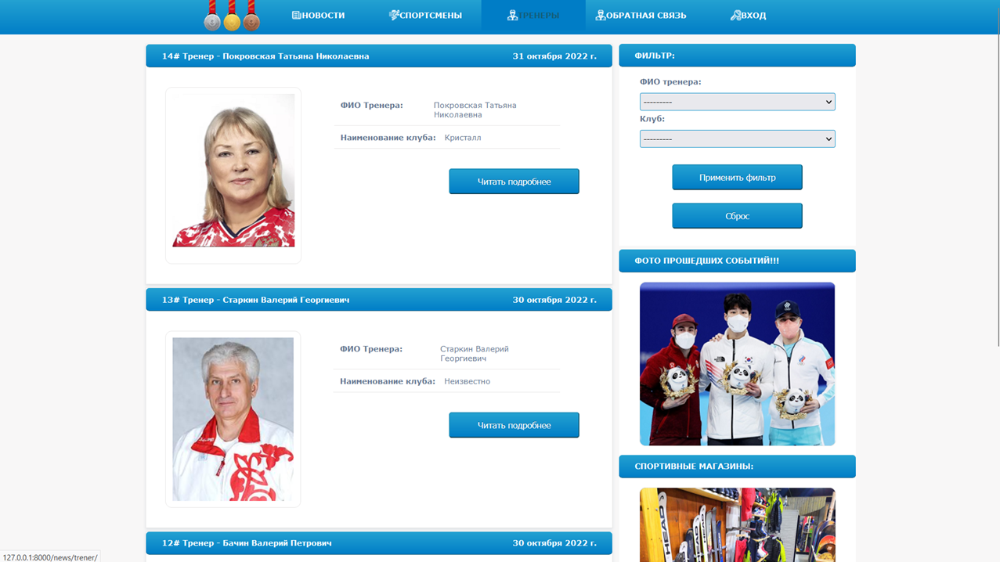 НОВОСТИ
СПОРТСМЕНЫ
ТРЕНЕРЫ
ОБРАТНАЯ СВЯЗЬ
ВХОД
14# Тренер - Покровская Татьяна Николаевна
31 октября 2022 г.
ФИО Тренера:
Покровская Татьяна
Николаевна
Наименование клуба:
Кристалл
Читать подробнее
13# Тренер - Старкин Валерий Георгиевич
30 октября 2022 г.
ФИО Тренера:
Старкин Валерий
Георгиевич
Наименование клуба:
Неизвестно
Читать подробнее
12# Тренер - Бачин Валерий Петрович
30 октября 2022 г.
ФИЛЬТР:
ФИО тренера:
---------
Клуб:
---------
Применить фильтр
Сброс
ФОТО ПРОШЕДШИХ СОБЫТИЙ!!!
СПОРТИВНЫЕ МАГАЗИНЫ:
HEAD
127.0.0.1:8000/news/trener/